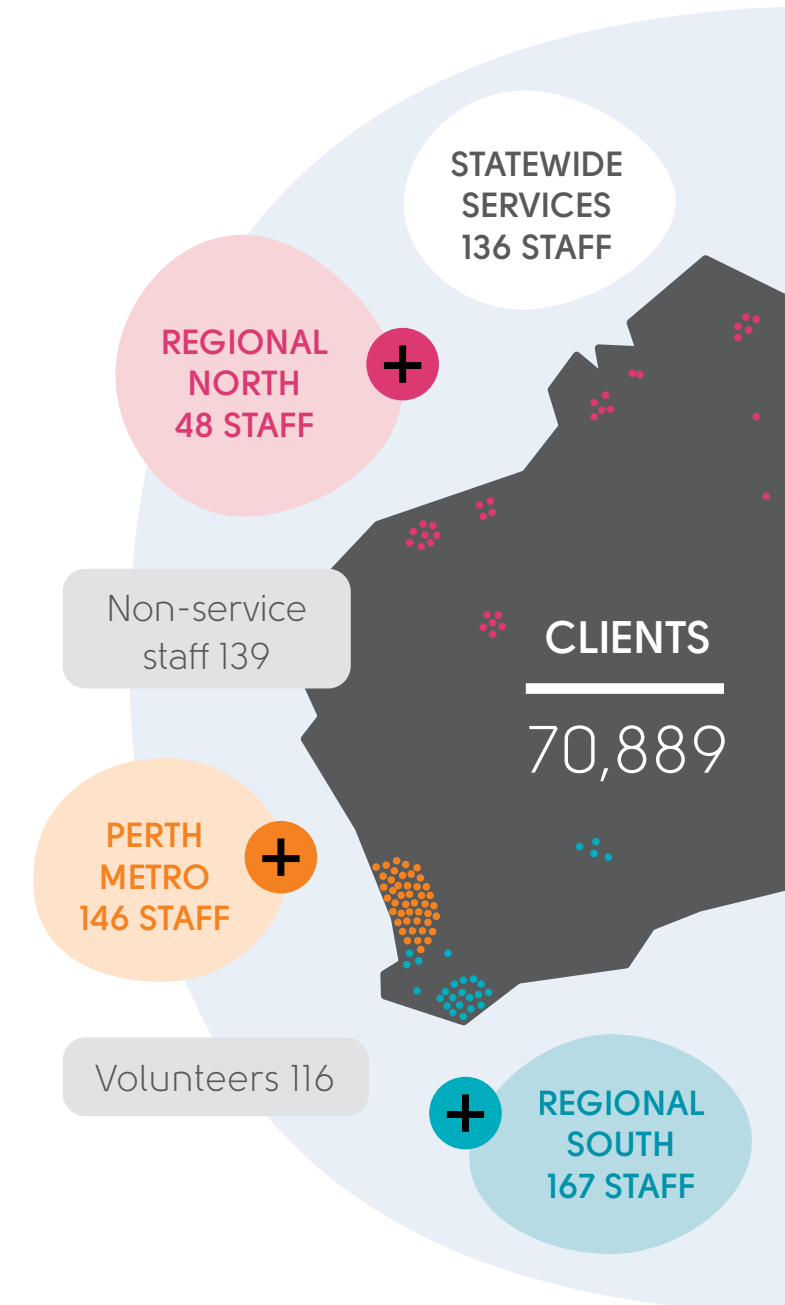 STATEWIDE
SERVICES
136 STAFF
REGIONAL
NORTH
48 STAFF
+
Non-service
staff 139
CLIENTS
70,889
PERTH
METRO
146 STAFF
+
Volunteers 116
+
REGIONAL
SOUTH
167 STAFF